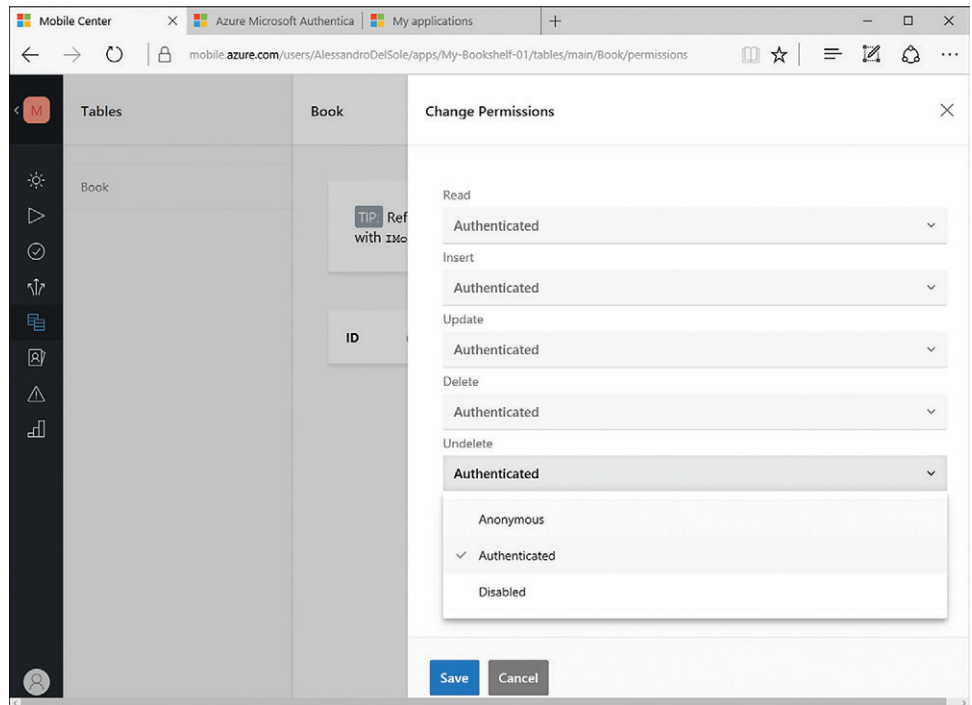 Mobile Center
Azure Microsoft Authentica
My applications
mobile.azure.com/users/AlessandroDelSole/apps/My-Bookshelf-01/tables/main/Book/permissions
M
Tables
Book
Change Permissions
Book
TIP: Ref
with IMo
ID
Read
Authenticated
Insert
Authenticated
Update
Authenticated
Delete
Authenticated
Undelete
Authenticated
Anonymous
Authenticated
Disabled
Save
Cancel